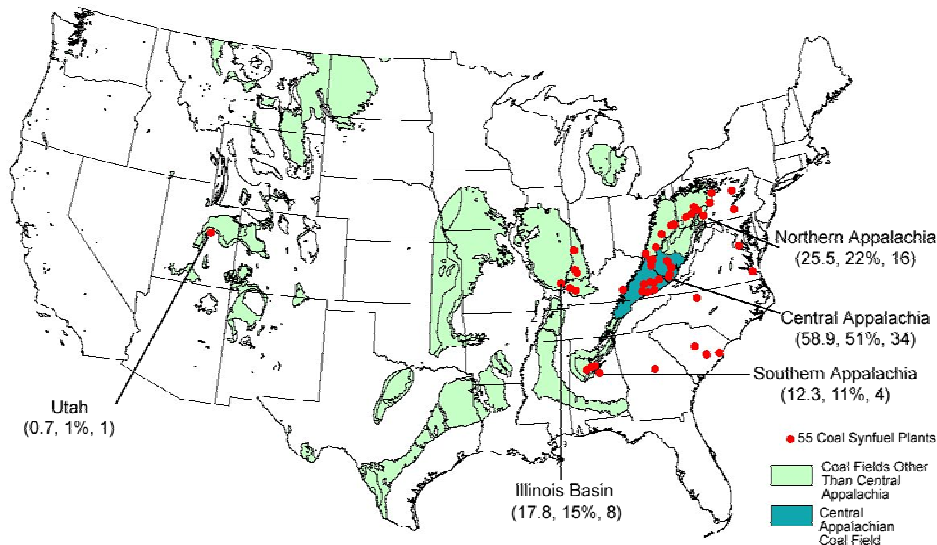 Northern Appalachia
(25.5, 22%, 16)
Central Appalachia
(58.9, 51%, 34)
Southern Appalachia
(12.3, 11%, 4)
Utah
(0.7, 1%, 1)
Illinois Basin
(17.8, 15%, 8)
55 Coal Synfuel Plants
Coal Fields Other
Than Central
Appalachia
Central
Appalachian
Coal Field